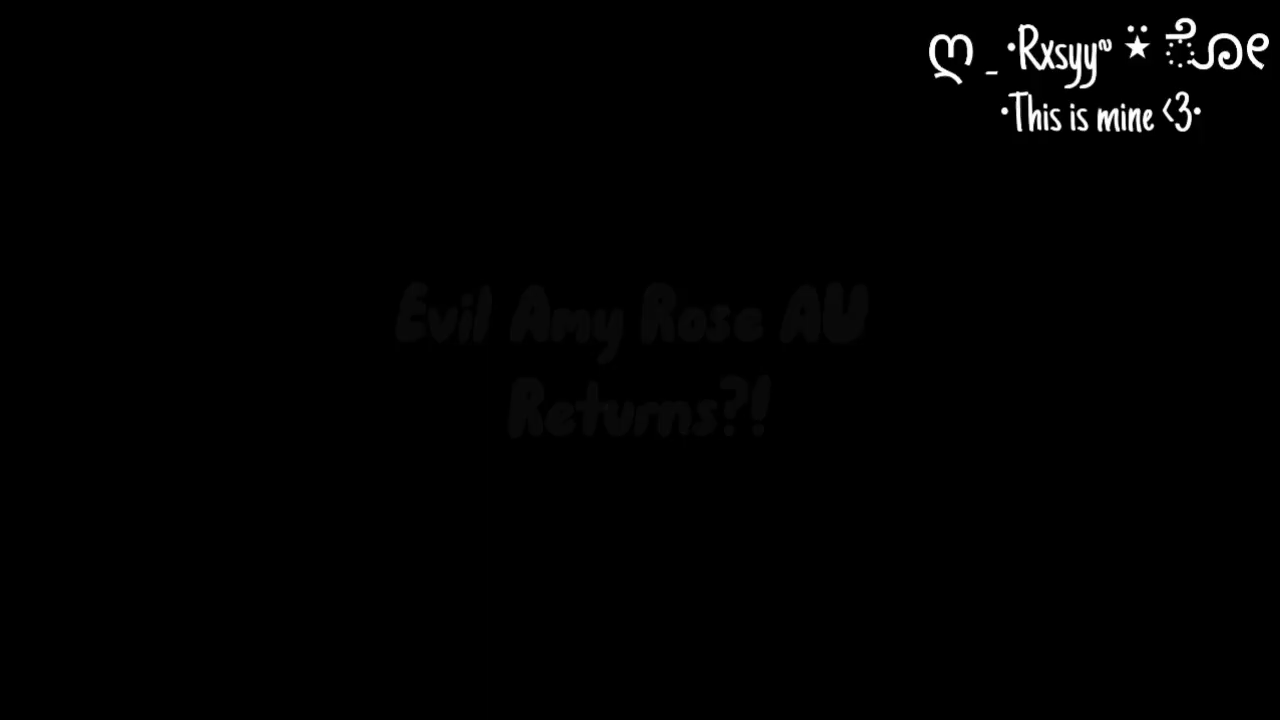 ღ _ •Rxsyy༄ ⍣ ೋ
•This is mine <3•
Evil Amy Rose AU
Returns?!